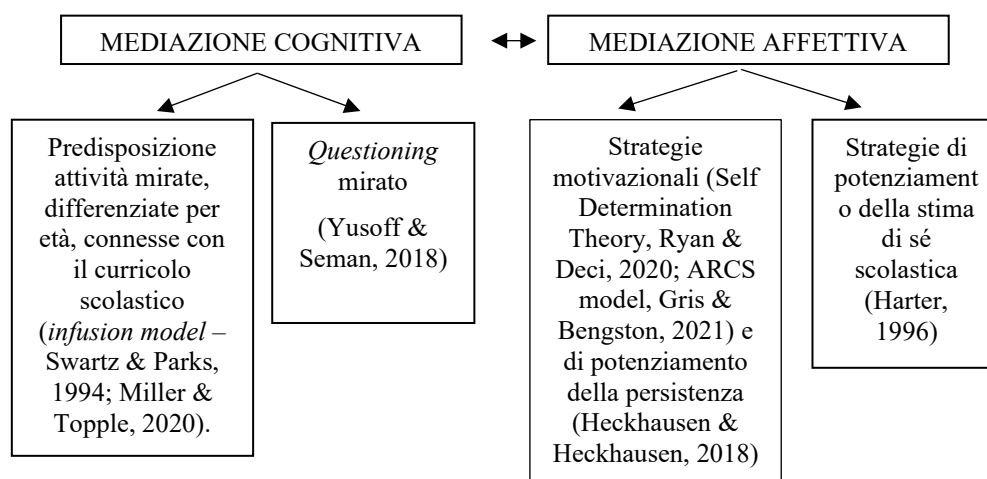 MEDIAZIONE COGNITIVA
MEDIAZIONE AFFETTIVA
Predisposizione
attività mirate,
differenziate per
età, connesse con
il curricolo
scolastico
(infusion model –
Swartz & Parks,
1994; Miller &
Topple, 2020).
Questioning
mirato
(Yusoff &
Seman, 2018)
Strategie
motivazionali (Self
Determination
Theory, Ryan &
Deci, 2020; ARCS
model, Gris &
Bengston, 2021) e
di potenziamento
della persistenza
(Heckhausen &
Heckhausen, 2018)
Strategie di
potenziament
o della stima
di sé
scolastica
(Harter,
1996)